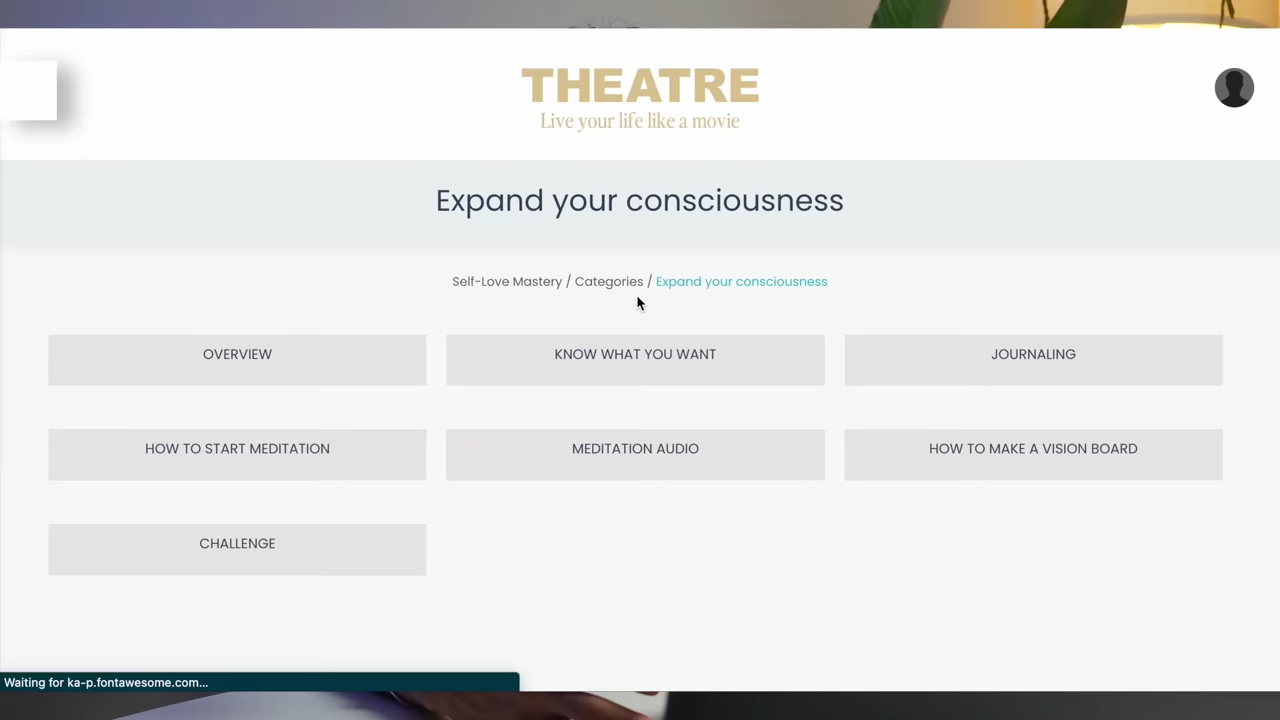 THEATRE
Live your life like a movie
Expand your consciousness
Self-Love Mastery / Categories / Expand your consciousness
OVERVIEW
KNOW WHAT YOU WANT
JOURNALING
HOW TO START MEDITATION
MEDITATION AUDIO
HOW TO MAKE A VISION BOARD
CHALLENGE
Waiting for ka-p.fontawesome.com...